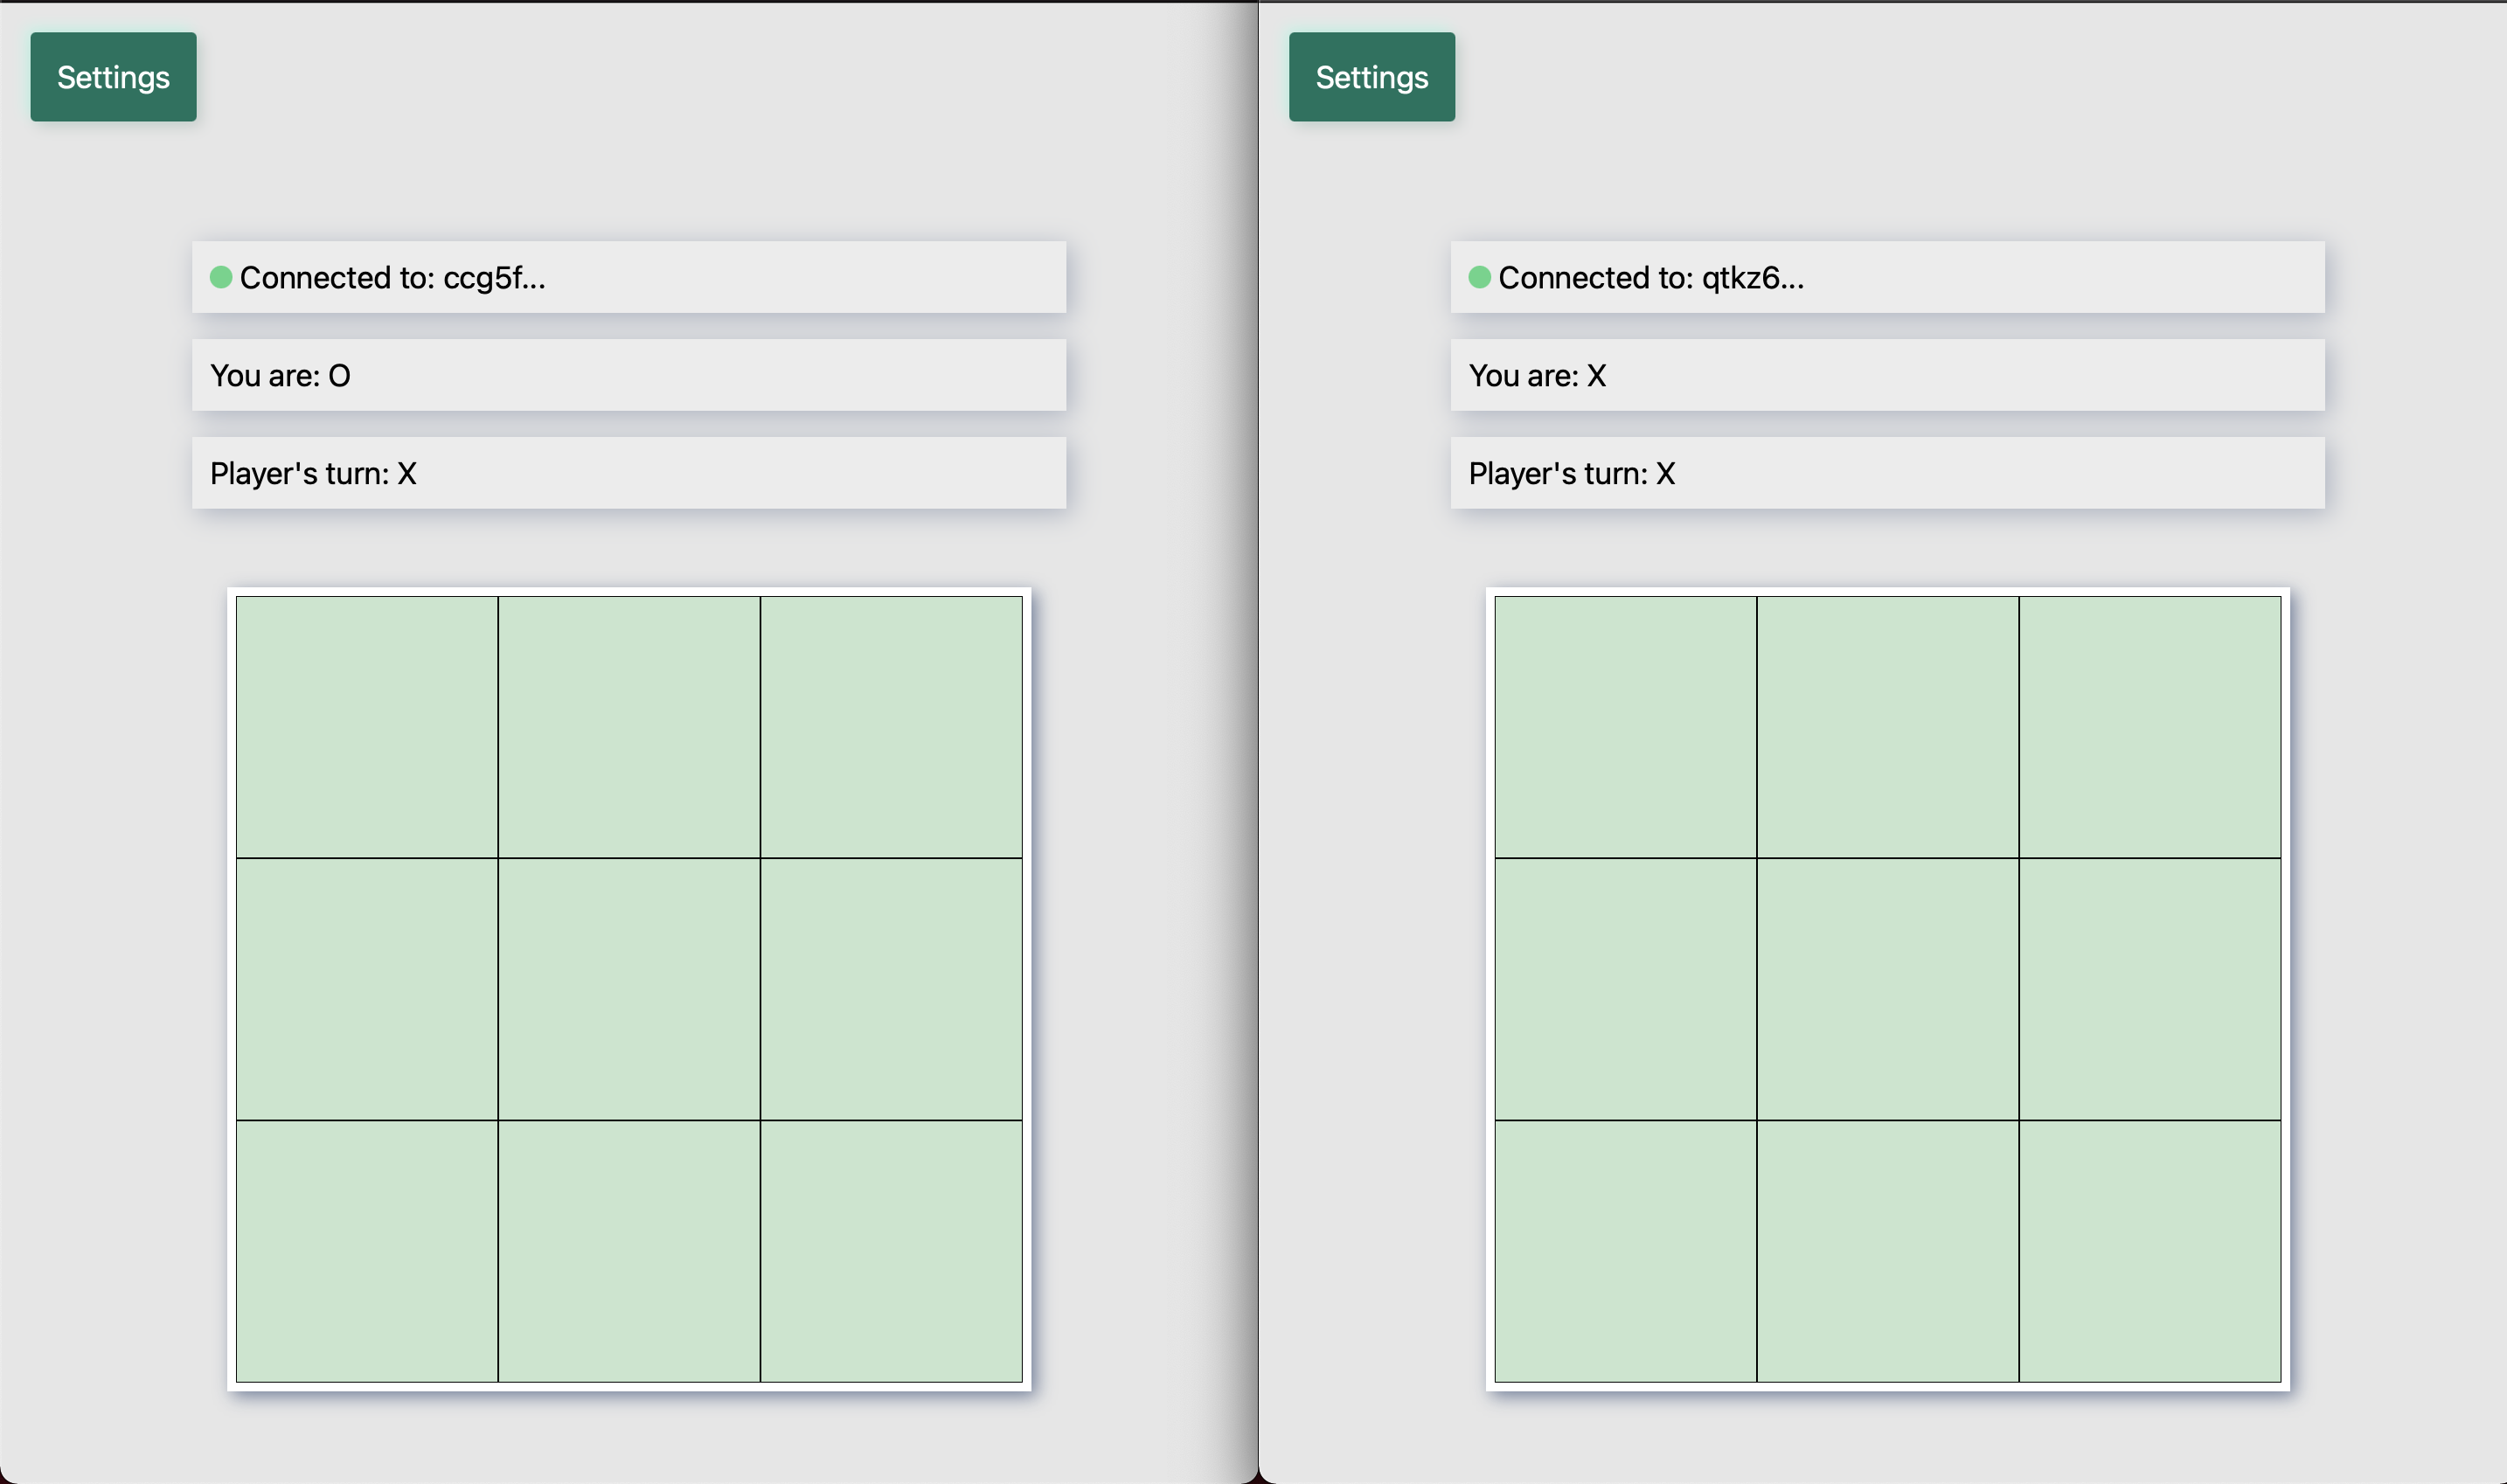 Settings
Connected to: ccg5f...
You are: O
Player's turn: X
Settings
Connected to: qtkz6...
You are: X
Player's turn: X